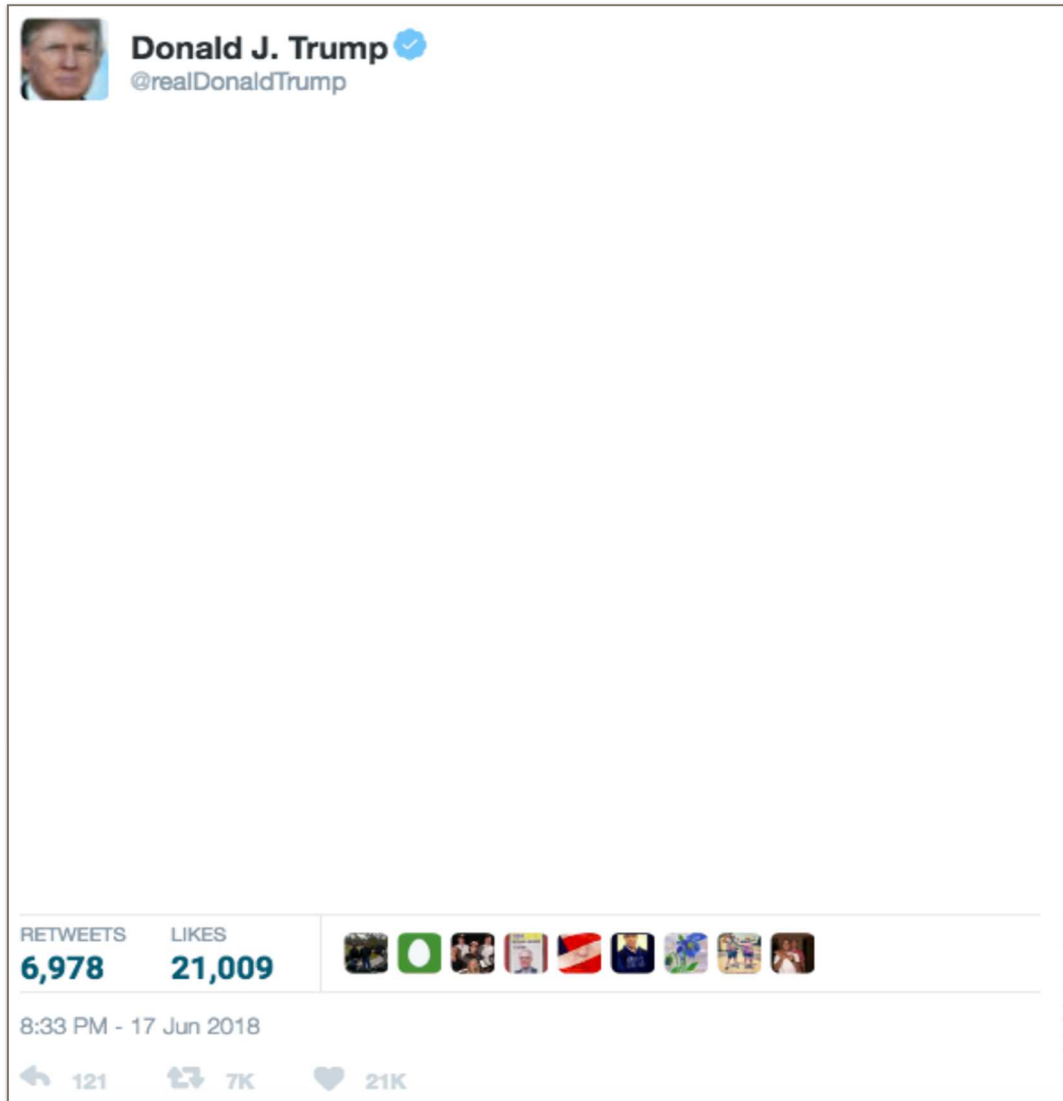 Donald J. Trump
@realDonaldTrump
RETWEETS LIKES
6,978 21,009
8:33 PM - 17 Jun 2018
121 7K 21K